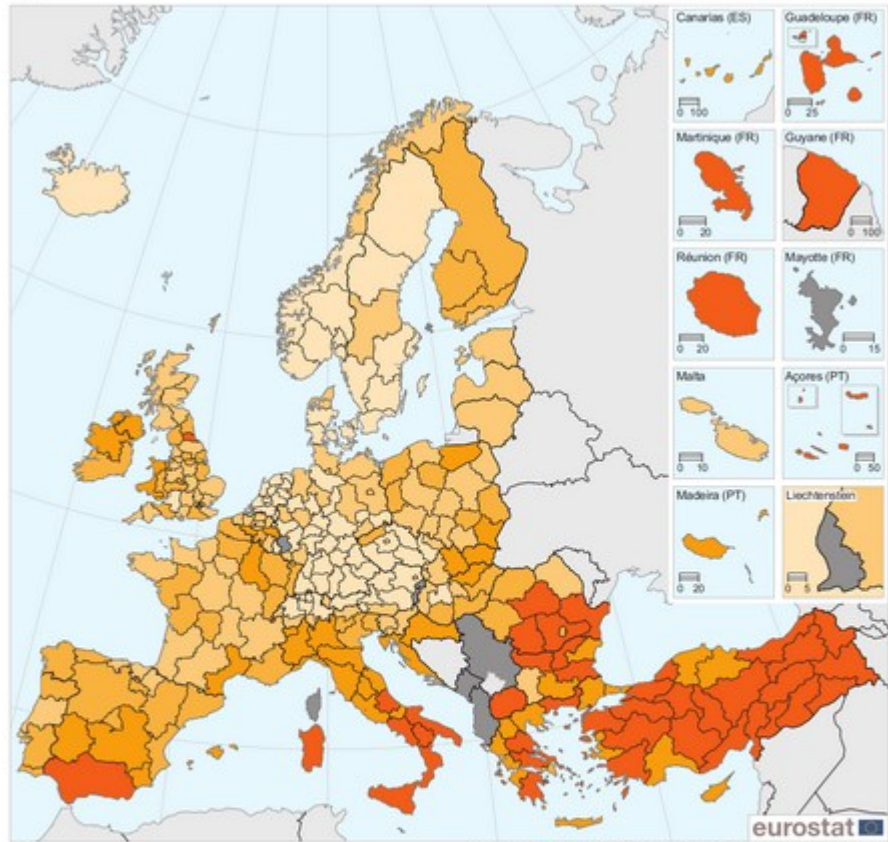 Canarias (ES)
0 100
Guadeloupe (FR)
0 25
Martinique (FR)
0 20
Guyane (FR)
0 100
Réunion (FR)
0 20
Mayotte (FR)
0 15
Malta
0 10
Açores (PT)
0 50
Madeira (PT)
0 20
Liechtenstein
0 5
eurostat